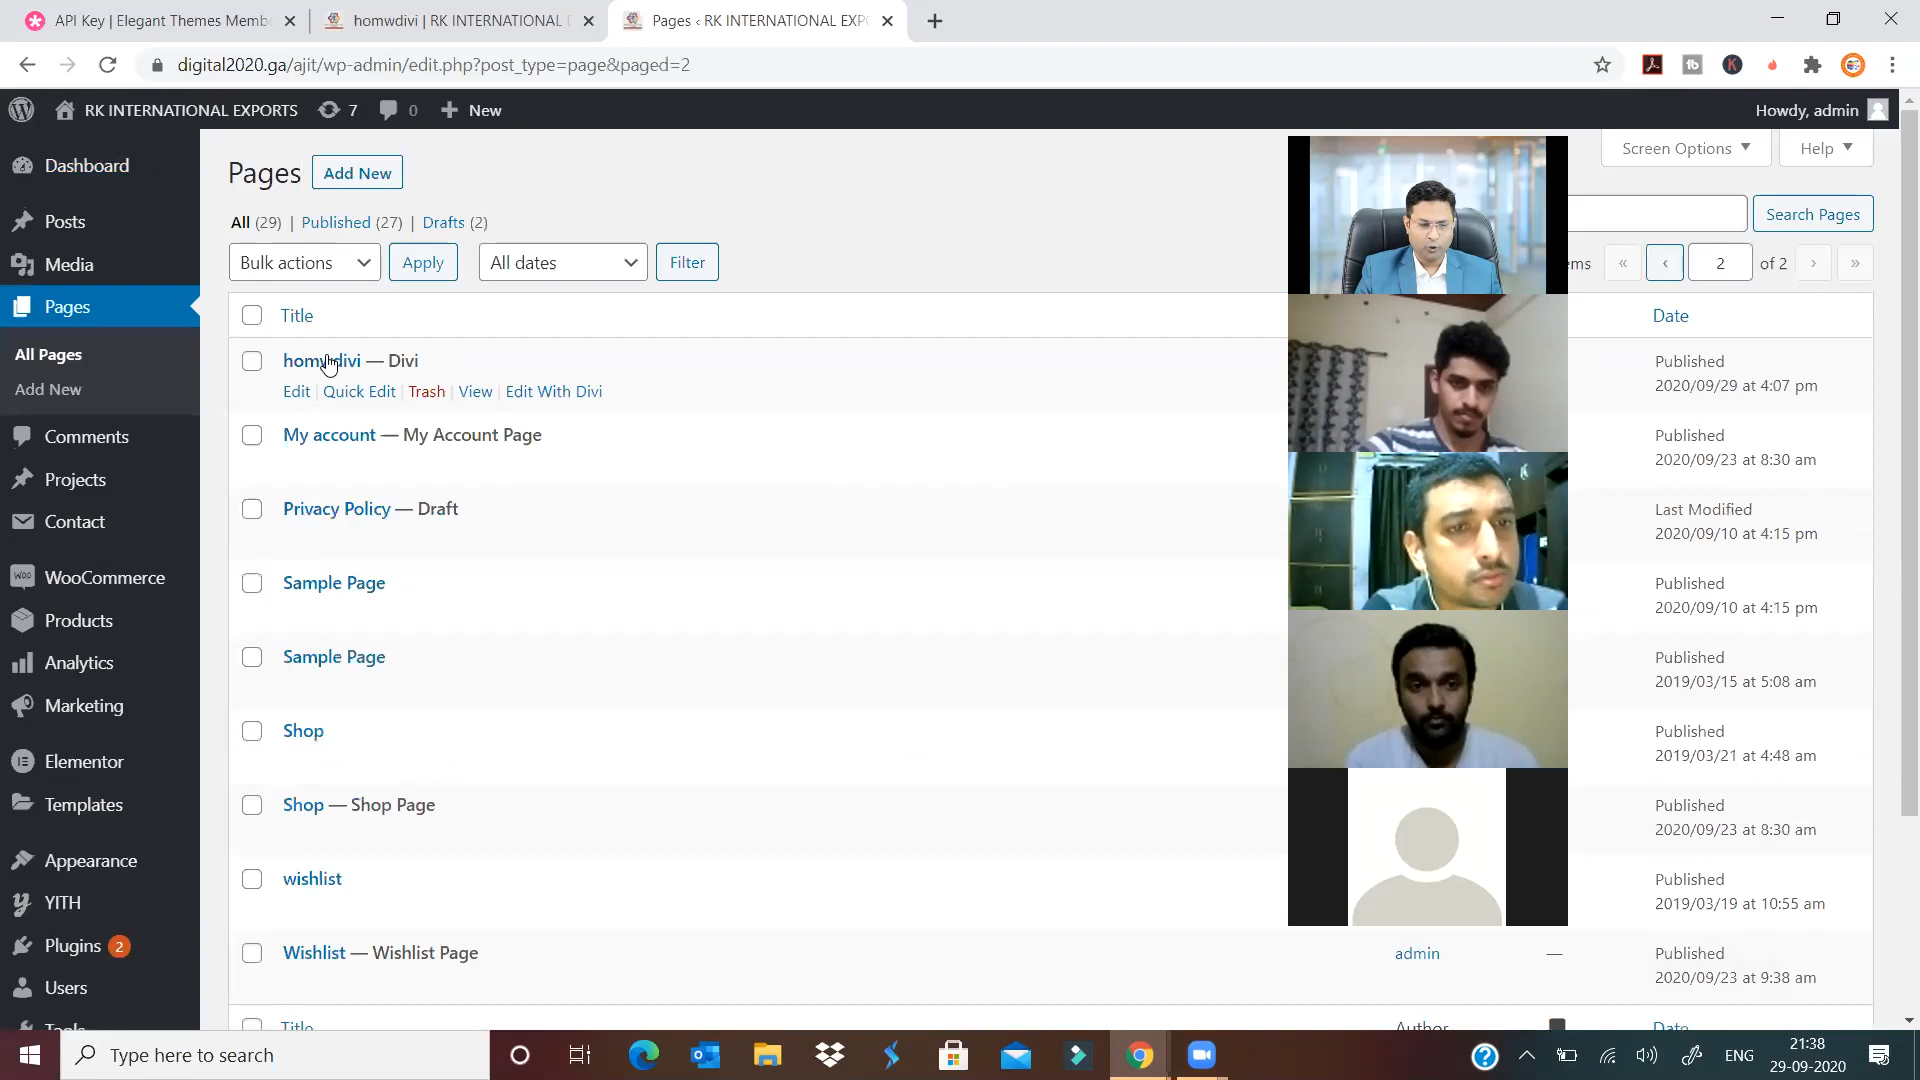 API Key | Elegant Themes Membe
homwdivi | RK INTERNATIONAL E
Pages ‹ RK INTERNATIONAL EXPO
digital2020.ga/ajit/wp-admin/edit.php?post_type=page&paged=2
RK INTERNATIONAL EXPORTS 7 0 New
Howdy, admin
Dashboard
Posts
Media
Pages
All Pages
Add New
Comments
Projects
Contact
WooCommerce
Products
Analytics
Marketing
Elementor
Templates
Appearance
YITH
Plugins 2
Users
Tools
Screen Options
Help
Pages Add New
All (29) | Published (27) | Drafts (2)
Search Pages
Bulk actions Apply All dates Filter
ems « ‹ 2 of 2 › »
Title Date
homwdivi — Divi
Edit | Quick Edit | Trash | View | Edit With Divi
Published
2020/09/29 at 4:07 pm
My account — My Account Page
Published
2020/09/23 at 8:30 am
Privacy Policy — Draft
Last Modified
2020/09/10 at 4:15 pm
Sample Page
Published
2020/09/10 at 4:15 pm
Sample Page
Published
2019/03/15 at 5:08 am
Shop
Published
2019/03/21 at 4:48 am
Shop — Shop Page
Published
2020/09/23 at 8:30 am
wishlist
Published
2019/03/19 at 10:55 am
Wishlist — Wishlist Page
admin —
Published
2020/09/23 at 9:38 am
Title Author Date
Type here to search
ENG
21:38
29-09-2020